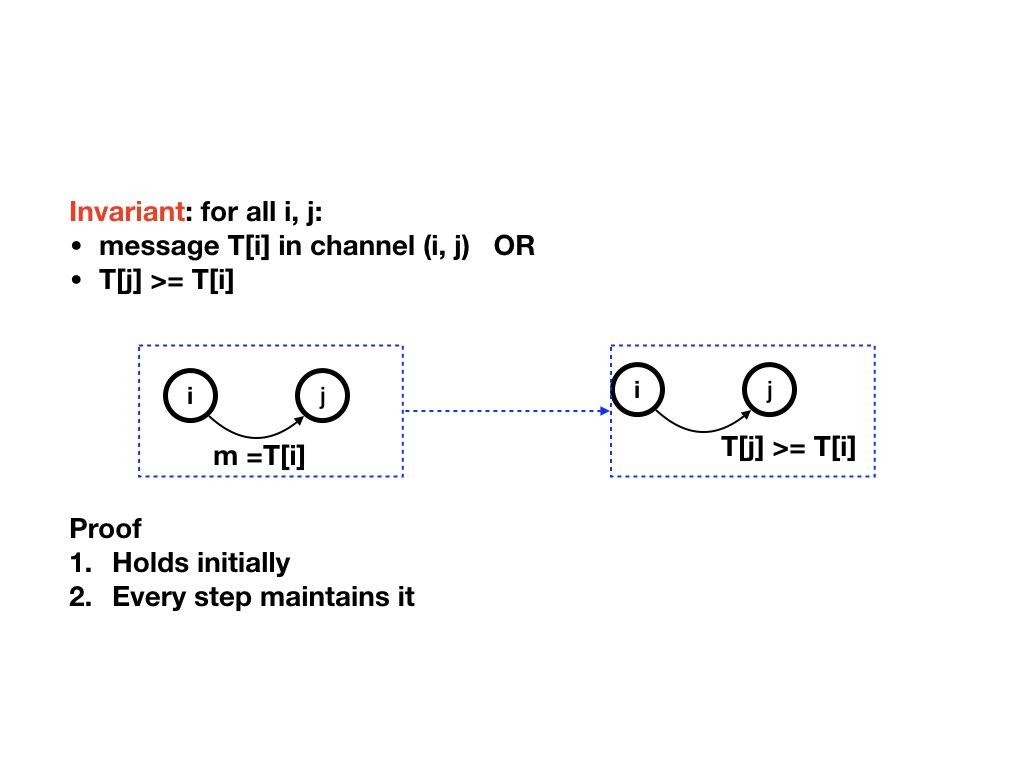 Invariant: for all i, j:
• message T[i] in channel (i, j) OR
• T[j] >= T[i]
i j i j
m =T[i] T[j] >= T[i]
Proof
1. Holds initially
2. Every step maintains it